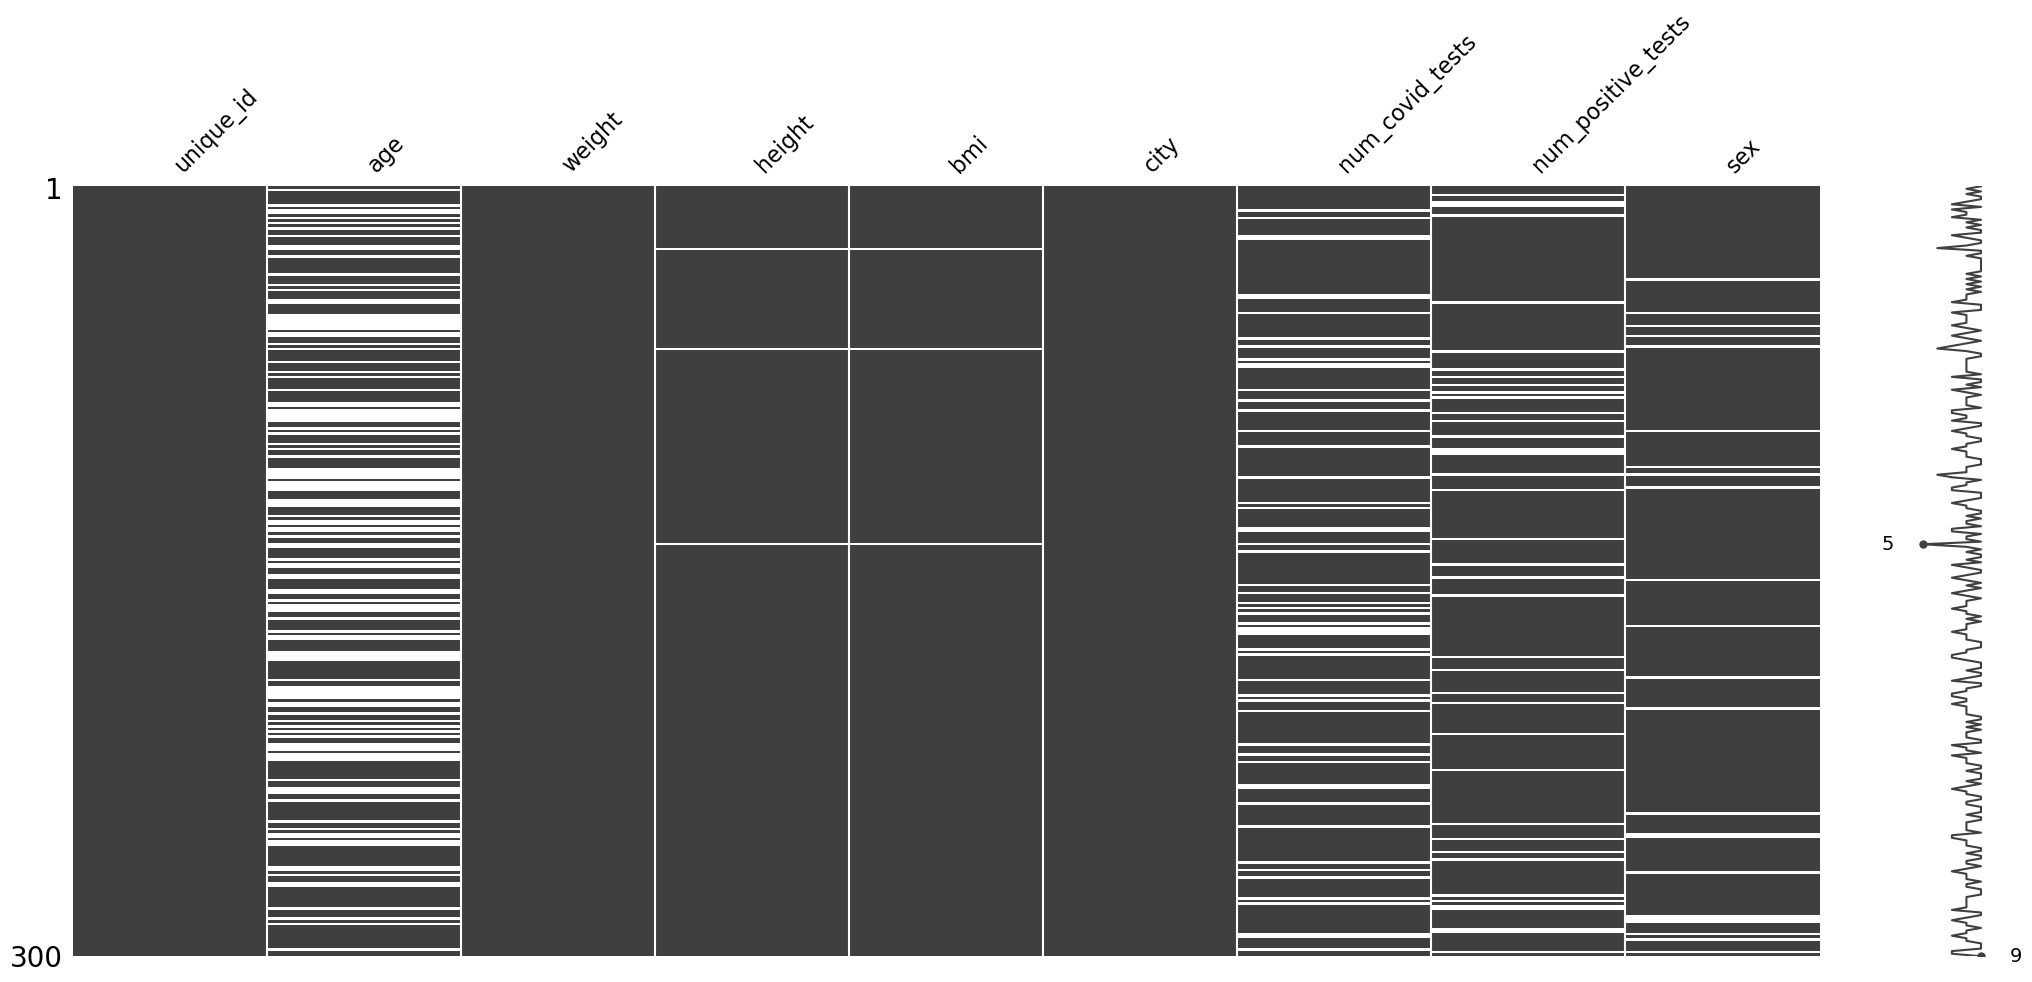 unique_id
age
weight
height
bmi
city
num_covid_tests
num_positive_tests
sex
1
5
300
9